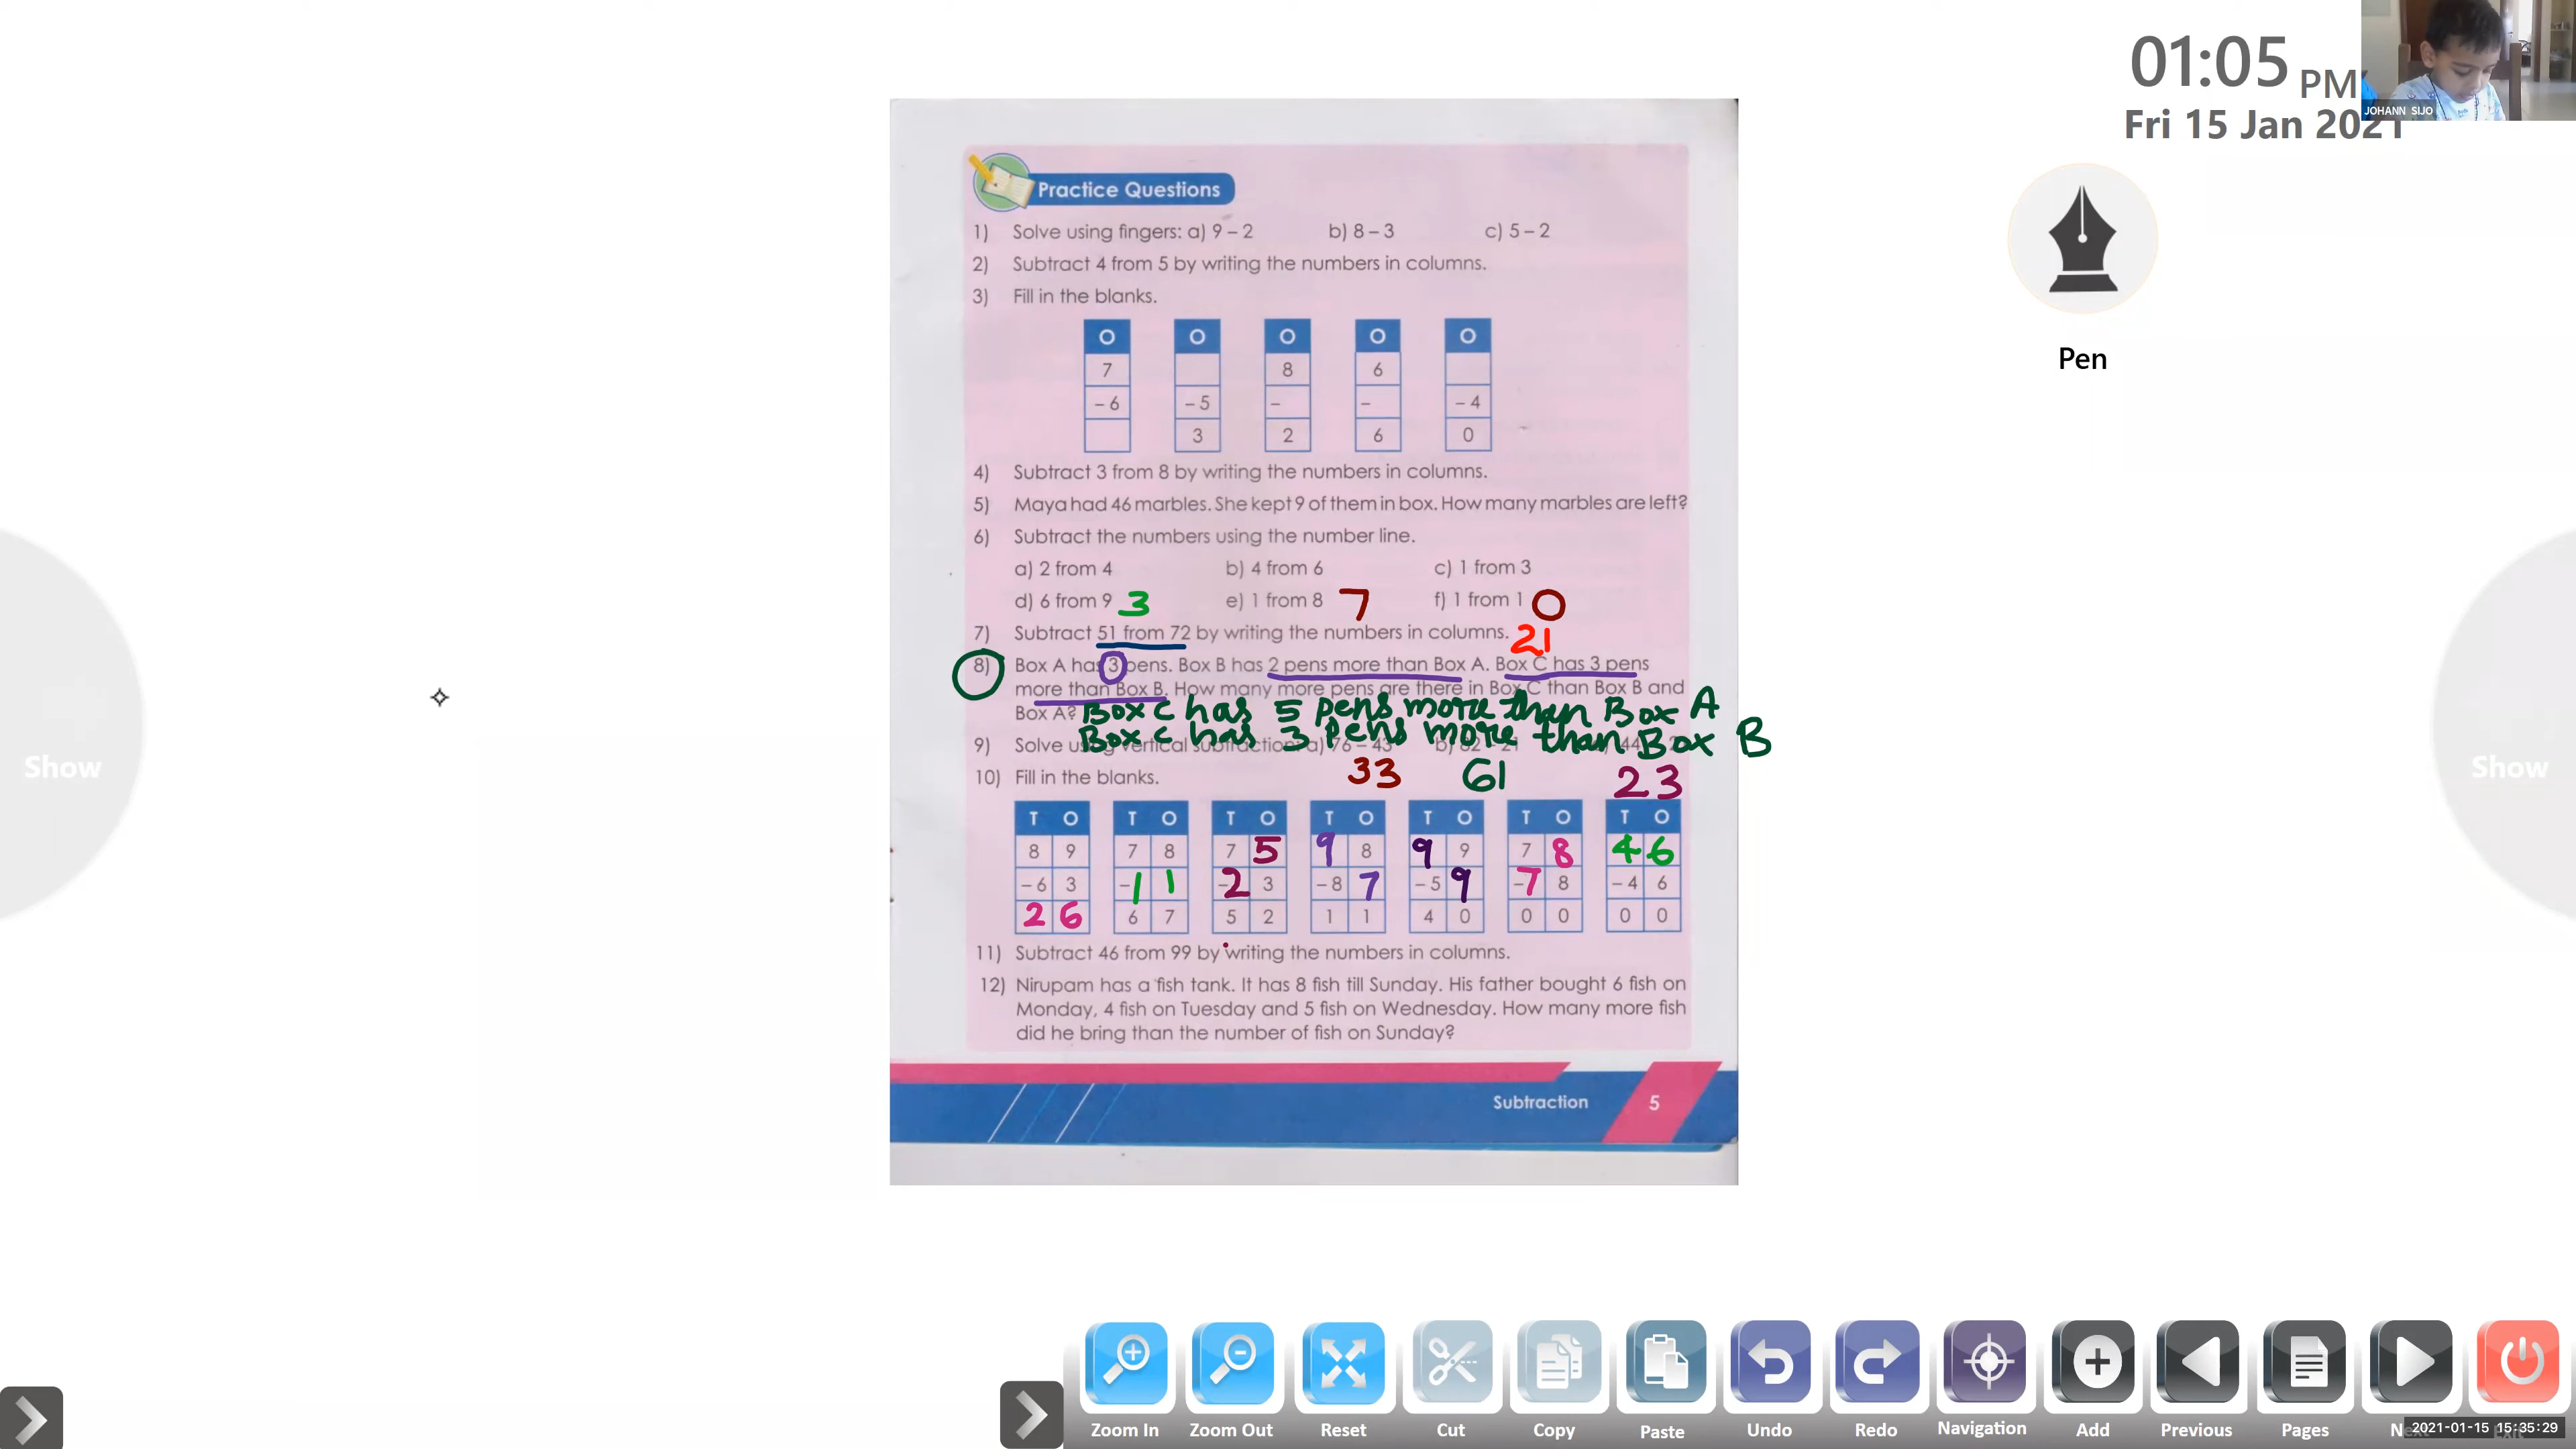 01:05 PM
Fri 15 Jan 2021
JOHANN SIJO
Pen
Practice Questions
1) Solve using fingers: a) 9 – 2 b) 8 – 3 c) 5 – 2
2) Subtract 4 from 5 by writing the numbers in columns.
3) Fill in the blanks.
O O O O O
7 8 6
– 6 – 5 – – – 4
3 2 6 0
4) Subtract 3 from 8 by writing the numbers in columns.
5) Maya had 46 marbles. She kept 9 of them in box. How many marbles are left?
6) Subtract the numbers using the number line.
a) 2 from 4 b) 4 from 6 c) 1 from 3
d) 6 from 9 3 e) 1 from 8 7 f) 1 from 1 0
7) Subtract 51 from 72 by writing the numbers in columns. 21
8) Box A has 3 pens. Box B has 2 pens more than Box A. Box C has 3 pens
more than Box B. How many more pens are there in Box C than Box B and
Box A? Box C has 5 pens more than Box A
Box C has 3 pens more than Box B
9) Solve using vertical subtraction: a) 76 – 43 b) 82 – 21
33 61 23
10) Fill in the blanks.
T O T O T O T O T O T O T O
8 9 7 8 7 5 9 8 9 9 7 8 4 6
– 6 3 – 1 1 – 2 3 – 8 7 – 5 9 – 7 8 – 4 6
2 6 6 7 5 2 1 1 4 0 0 0 0 0
11) Subtract 46 from 99 by writing the numbers in columns.
12) Nirupam has a fish tank. It has 8 fish till Sunday. His father bought 6 fish on
Monday, 4 fish on Tuesday and 5 fish on Wednesday. How many more fish
did he bring than the number of fish on Sunday?
Subtraction 5
Show
Show
Zoom In Zoom Out Reset Cut Copy Paste Undo Redo Navigation Add Previous Pages
2021-01-15 15:35:29